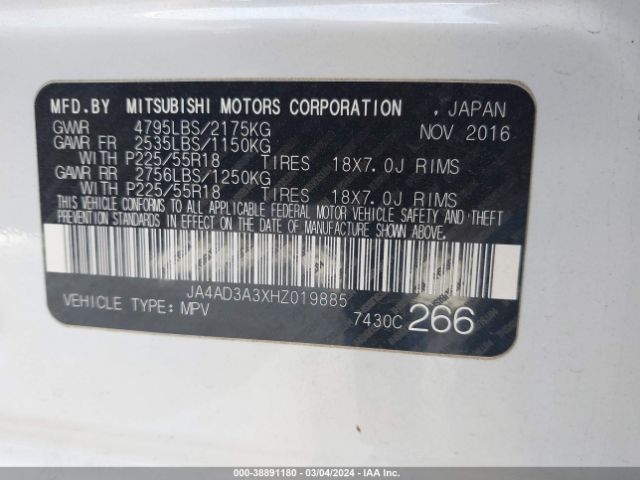 MFD.BY MITSUBISHI MOTORS CORPORATION , JAPAN
GVWR 4795LBS/2175KG NOV 2016
GAWR FR 2535LBS/1150KG
WITH P225/55R18 TIRES 18X7.0J RIMS
GAWR RR 2756LBS/1250KG
WITH P225/55R18 TIRES 18X7.0J RIMS
THIS VEHICLE CONFORMS TO ALL APPLICABLE FEDERAL MOTOR VEHICLE SAFETY AND THEFT
PREVENTION STANDARDS IN EFFECT ON THE DATE OF MANUFACTURE SHOWN ABOVE.
JA4AD3A3XHZ019885
VEHICLE TYPE: MPV 7430C 266
000-38891180 - 03/04/2024 - IAAI.COM